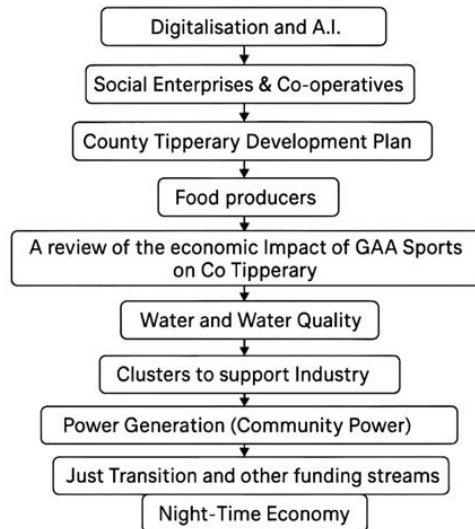 Digitalisation and A.I.
Social Enterprises & Co-operatives
County Tipperary Development Plan
Food producers
A review of the economic Impact of GAA Sports
on Co Tipperary
Water and Water Quality
Clusters to support Industry
Power Generation (Community Power)
Just Transition and other funding streams
Night-Time Economy